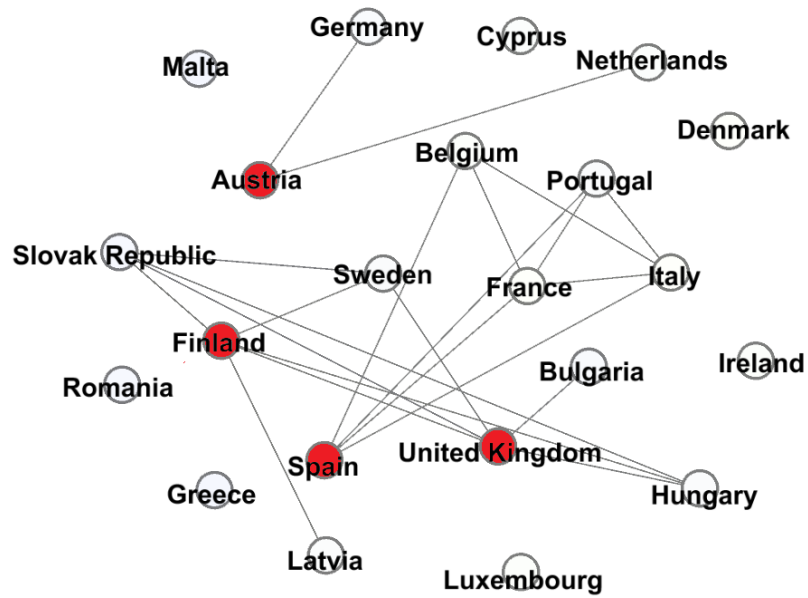 Germany
Cyprus
Malta
Netherlands
Denmark
Belgium
Austria
Portugal
Slovak Republic
Sweden
France
Italy
Finland
Romania
Bulgaria
Ireland
Spain
United Kingdom
Greece
Hungary
Latvia
Luxembourg